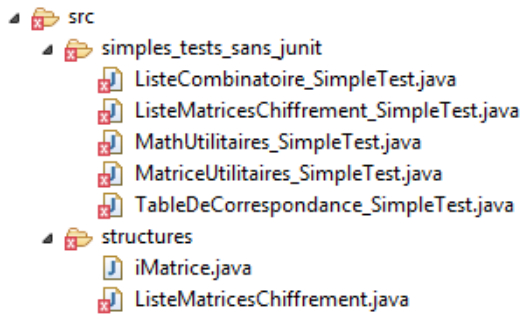 src
simples_tests_sans_junit
ListeCombinatoire_SimpleTest.java
ListeMatricesChiffrement_SimpleTest.java
MathUtilitaires_SimpleTest.java
MatriceUtilitaires_SimpleTest.java
TableDeCorrespondance_SimpleTest.java
structures
iMatrice.java
ListeMatricesChiffrement.java